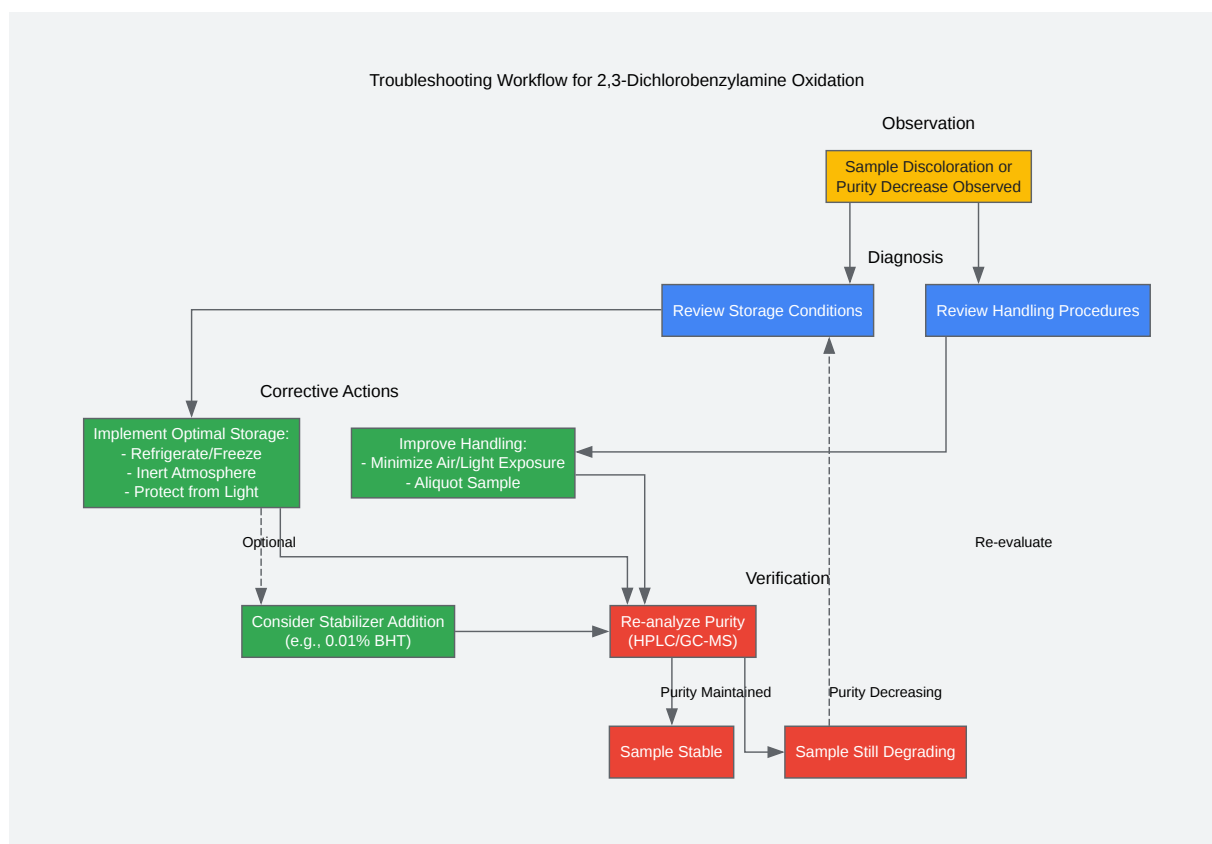 Troubleshooting Workflow for 2,3-Dichlorobenzylamine Oxidation
Observation
Sample Discoloration or
Purity Decrease Observed
Diagnosis
Review Storage Conditions
Review Handling Procedures
Corrective Actions
Implement Optimal Storage:
- Refrigerate/Freeze
- Inert Atmosphere
- Protect from Light
Improve Handling:
- Minimize Air/Light Exposure
- Aliquot Sample
Optional
Re-evaluate
Verification
Consider Stabilizer Addition
(e.g., 0.01% BHT)
Re-analyze Purity
(HPLC/GC-MS)
Purity Maintained
Purity Decreasing
Sample Stable
Sample Still Degrading